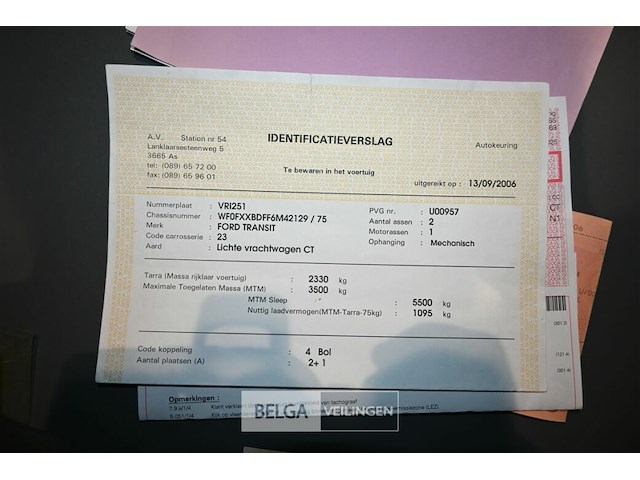 IDENTIFICATIEVERSLAG
A.V. Station nr 54
Lanklaarsesteenweg 5
3665 As
tel: (089) 65 72 00
fax: (089) 65 96 01
Autokeuring
Te bewaren in het voertuig
uitgereikt op : 13/09/2006
Nummerplaat : VRI251
Chassisnummer : WF0FXXBDFF6M42129 / 75
Merk : FORD TRANSIT
Code carrosserie : 23
Aard : Lichte vrachtwagen CT
PVG nr. : U00957
Aantal assen : 2
Motorassen : 1
Ophanging : Mechanisch
Tarra (Massa rijklaar voertuig) : 2330 kg
Maximale Toegelaten Massa (MTM) : 3500 kg
MTM Sleep : 5500 kg
Nuttig laadvermogen(MTM-Tarra-75kg) : 1095 kg
Code koppeling : 4 Bol
Aantal plaatsen (A) : 2+1
CT
N1
Opmerkingen :
BELGA VEILINGEN